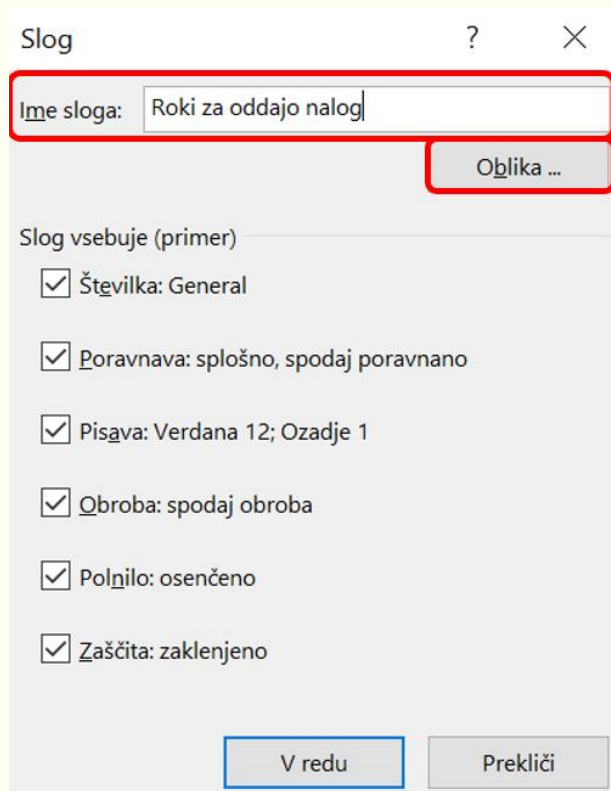 Slog ?
Ime sloga: Roki za oddajo nalog
Oblika ...
Slog vsebuje (primer)
Številka: General
Poravnava: splošno, spodaj poravnano
Pisava: Verdana 12; Ozadje 1
Obroba: spodaj obroba
Polnilo: osenčeno
Zaščita: zaklenjeno
V redu Prekliči